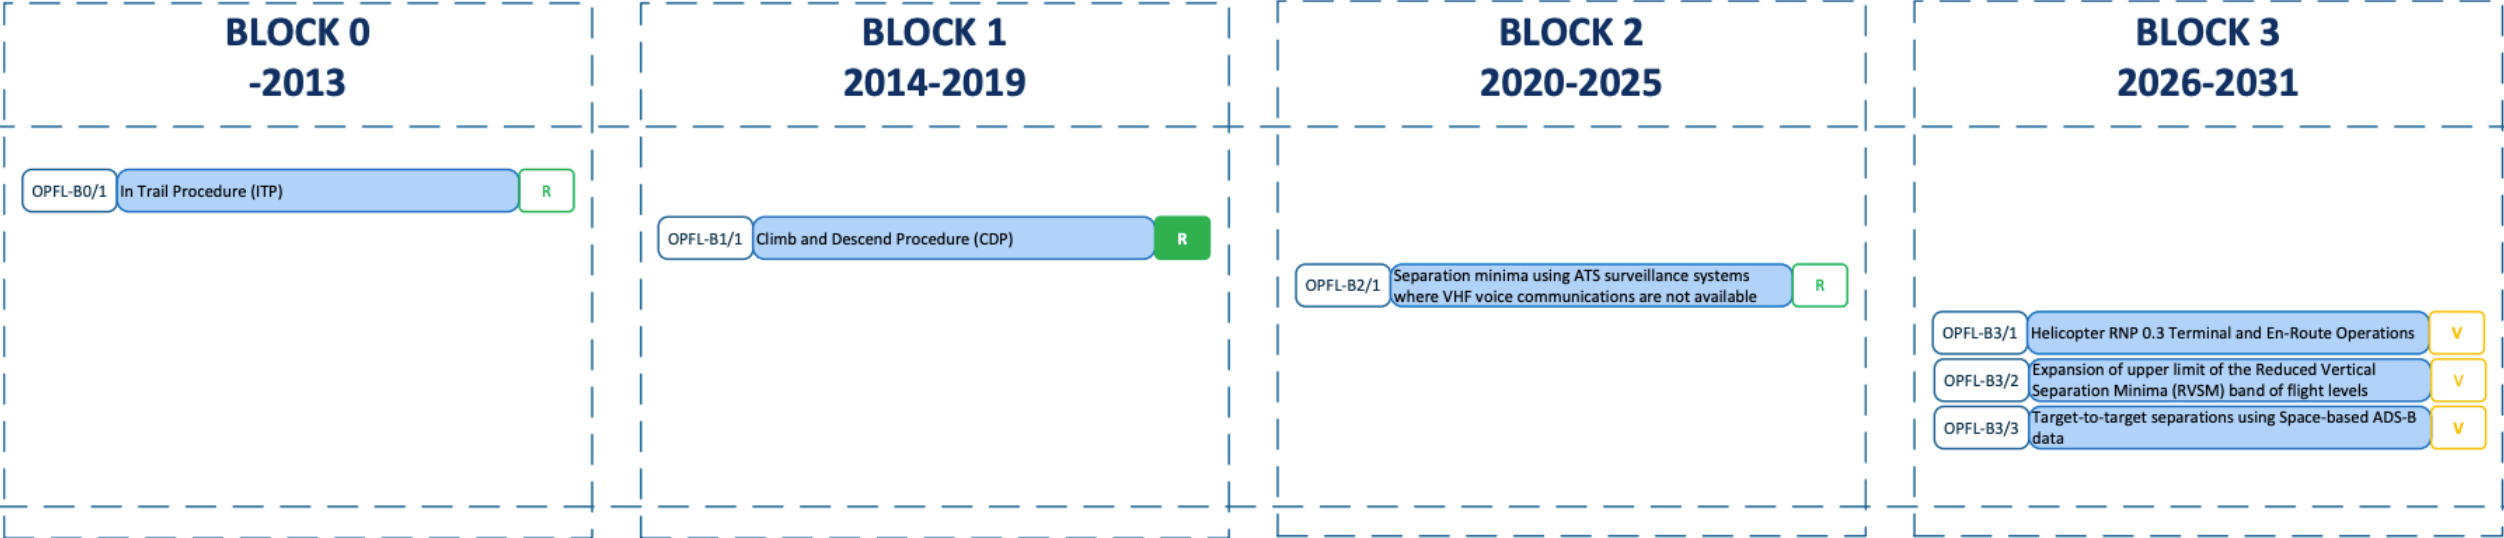 BLOCK 0
-2013
OPFL-B0/1 In Trail Procedure (ITP) R
BLOCK 1
2014-2019
OPFL-B1/1 Climb and Descend Procedure (CDP) R
BLOCK 2
2020-2025
OPFL-B2/1 Separation minima using ATS surveillance systems
where VHF voice communications are not available R
BLOCK 3
2026-2031
OPFL-B3/1 Helicopter RNP 0.3 Terminal and En-Route Operations V
OPFL-B3/2 Expansion of upper limit of the Reduced Vertical
Separation Minima (RVSM) band of flight levels V
OPFL-B3/3 Target-to-target separations using Space-based ADS-B
data V